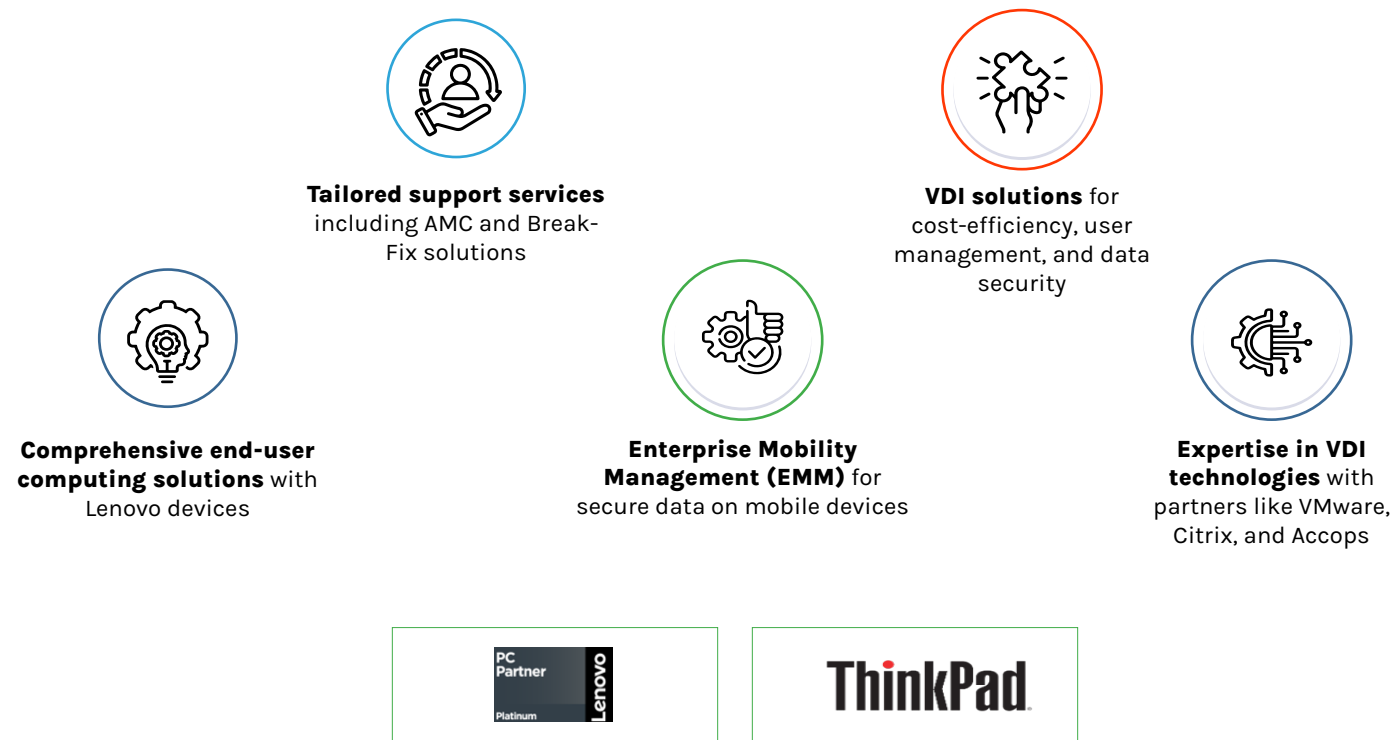 Tailored support services
including AMC and Break-
Fix solutions
VDI solutions for
cost-efficiency, user
management, and data
security
Comprehensive end-user
computing solutions with
Lenovo devices
Enterprise Mobility
Management (EMM) for
secure data on mobile devices
Expertise in VDI
technologies with
partners like VMware,
Citrix, and Accops
PC
Partner
Platinum
Lenovo
ThinkPad